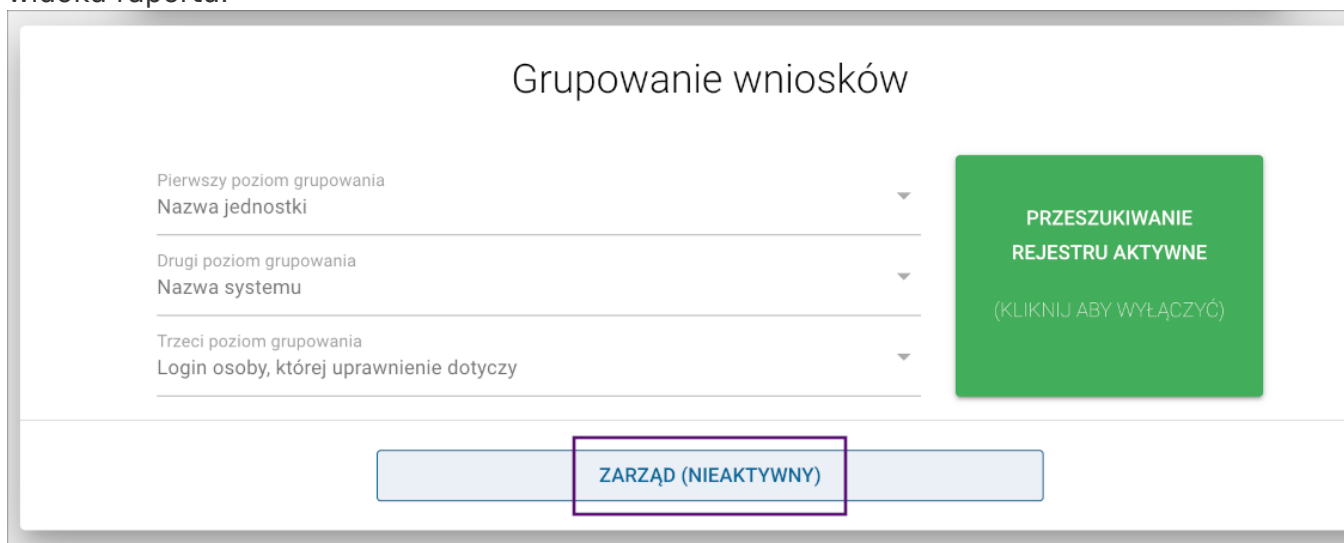 Grupowanie wniosków
Pierwszy poziom grupowania
Nazwa jednostki
Drugi poziom grupowania
Nazwa systemu
Trzeci poziom grupowania
Login osoby, której uprawnienie dotyczy
PRZESZUKIWANIE
REJESTRU AKTYWNE
(KLIKNIJ ABY WYŁĄCZYĆ)
ZARZĄD (NIEAKTYWNY)